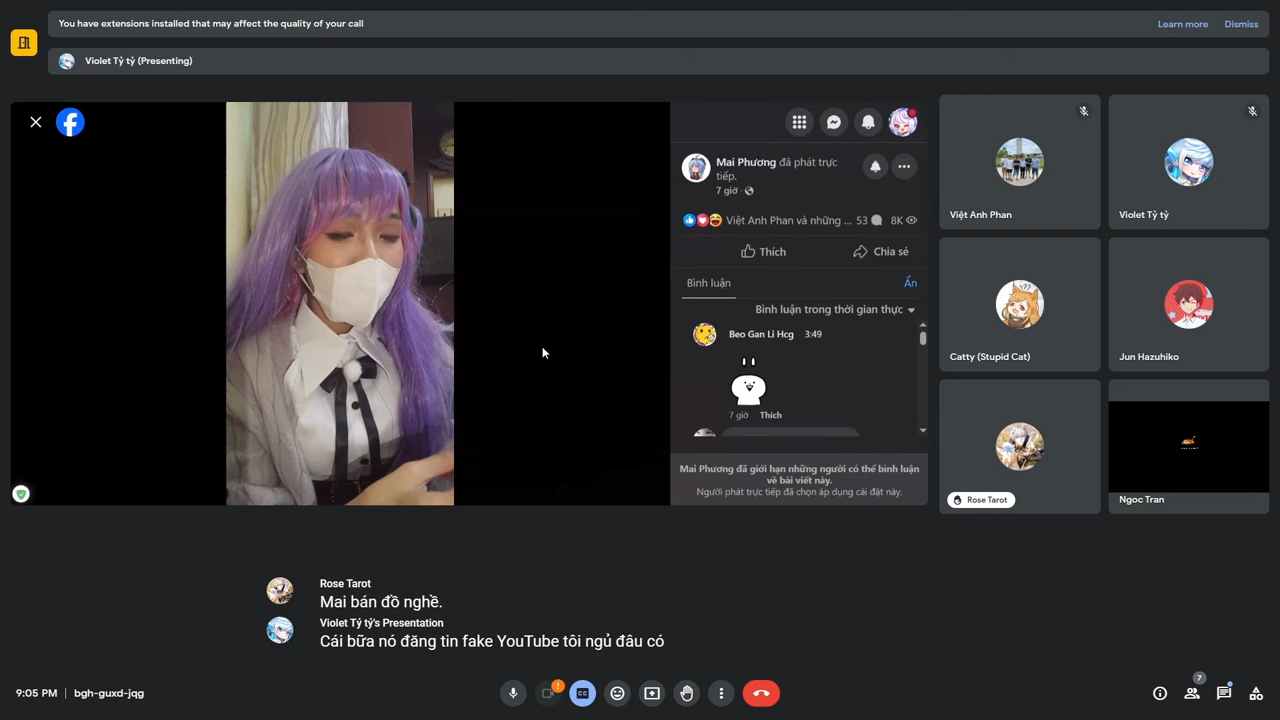 You have extensions installed that may affect the quality of your call
Learn more
Dismiss
Violet Tỷ tỷ (Presenting)
Mai Phương đã phát trực
tiếp.
7 giờ
Việt Anh Phan và những ...
53
8K
Thích
Chia sẻ
Bình luận
Ẩn
Bình luận trong thời gian thực
Beo Gan Li Hcg 3:49
7 giờ Thích
Mai Phương đã giới hạn những người có thể bình luận
về bài viết này.
Người phát trực tiếp đã chọn áp dụng cài đặt này.
Việt Anh Phan
Violet Tỷ tỷ
Catty (Stupid Cat)
Jun Hazuhiko
Rose Tarot
Ngoc Tran
Rose Tarot
Mai bán đồ nghề.
Violet Tỷ tỷ's Presentation
Cái bữa nó đăng tin fake YouTube tôi ngủ đâu có
9:05 PM | bgh-guxd-jqg
CC
7